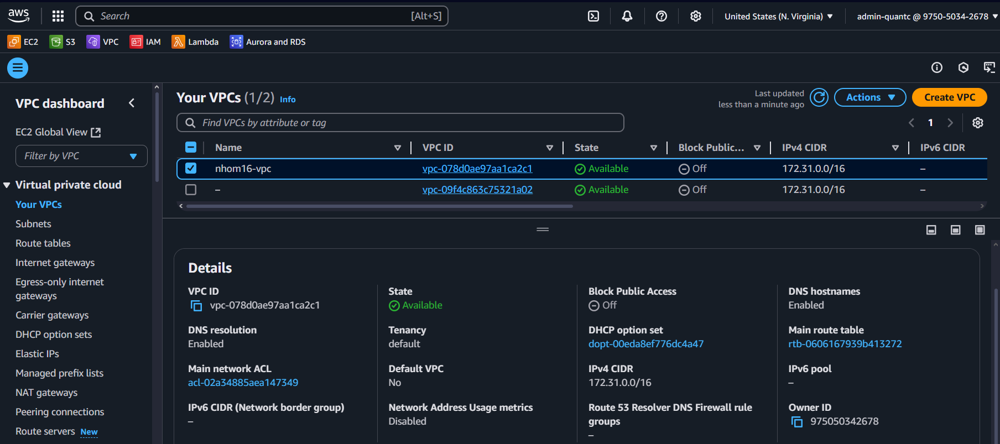 aws
Search [Alt+S]
United States (N. Virginia)
admin-quantc @ 9750-5034-2678
EC2 S3 VPC IAM Lambda Aurora and RDS
VPC dashboard
EC2 Global View
Filter by VPC
Virtual private cloud
Your VPCs
Subnets
Route tables
Internet gateways
Egress-only internet
gateways
Carrier gateways
DHCP option sets
Elastic IPs
Managed prefix lists
NAT gateways
Peering connections
Route servers New
Your VPCs (1/2) Info
Last updated
less than a minute ago
Actions
Create VPC
Find VPCs by attribute or tag
1
Name VPC ID State Block Public... IPv4 CIDR IPv6 CIDR
nhom16-vpc vpc-078d0ae97aa1ca2c1 Available Off 172.31.0.0/16 –
– vpc-09f4c863c75321a02 Available Off 172.31.0.0/16 –
Details
VPC ID
vpc-078d0ae97aa1ca2c1
State
Available
Block Public Access
Off
DNS hostnames
Enabled
DNS resolution
Enabled
Tenancy
default
DHCP option set
dopt-00eda8ef776dc4a47
Main route table
rtb-0606167939b413272
Main network ACL
acl-02a34885aea147349
Default VPC
No
IPv4 CIDR
172.31.0.0/16
IPv6 pool
–
IPv6 CIDR (Network border group)
–
Network Address Usage metrics
Disabled
Route 53 Resolver DNS Firewall rule
groups
–
Owner ID
975050342678